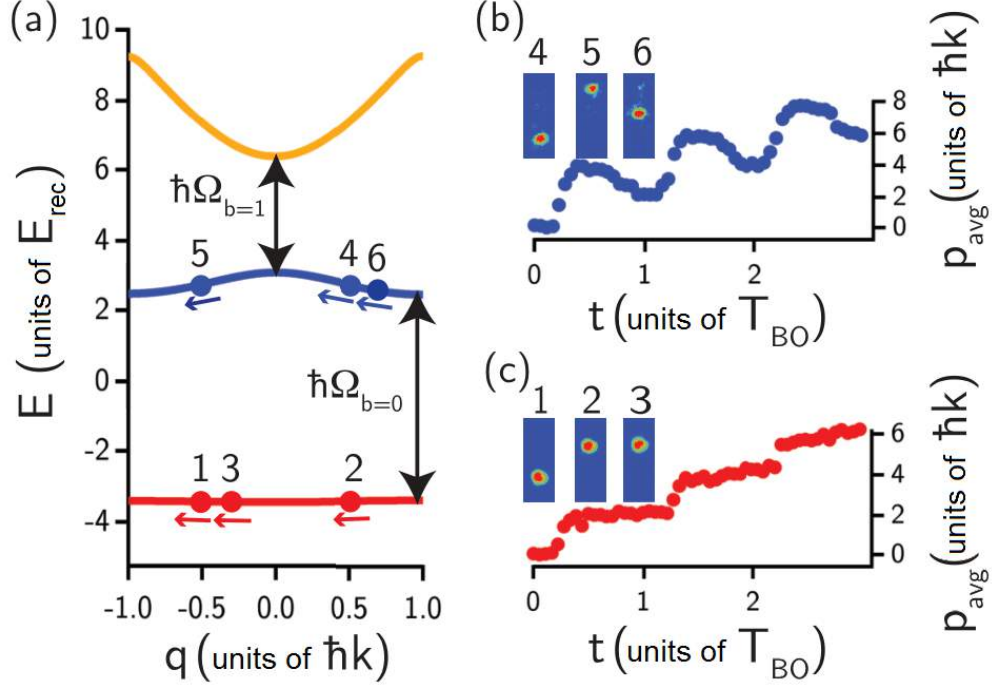 (a)
10
8
6
4
2
0
-2
-4
E (units of E_rec)
ħΩ_b=1
5
4
6
ħΩ_b=0
1
3
2
-1.0 -0.5 0.0 0.5 1.0
q (units of ħk)
(b)
4 5 6
8
6
4
2
0
p_avg (units of ħk)
0 1 2
t (units of T_BO)
(c)
1 2 3
6
4
2
0
p_avg (units of ħk)
0 1 2
t (units of T_BO)